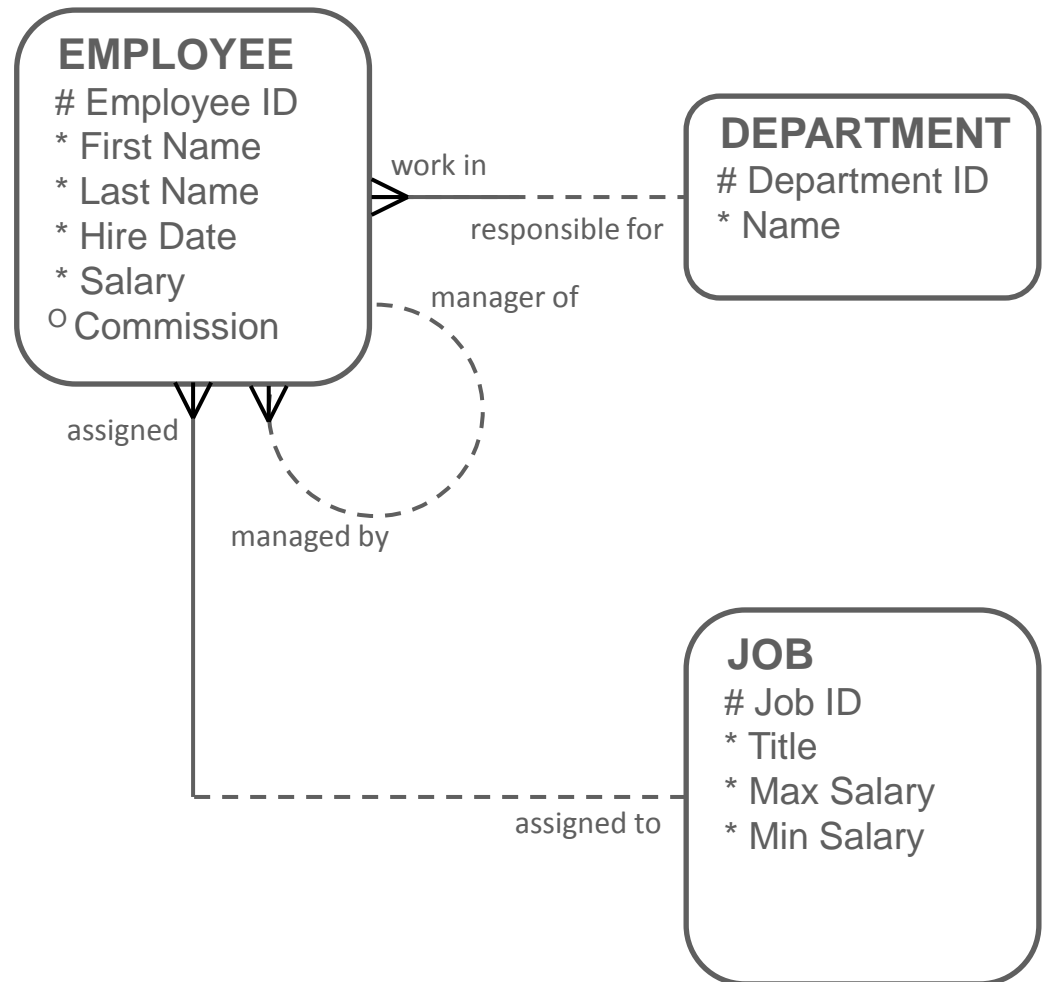 EMPLOYEE
# Employee ID
* First Name
* Last Name
* Hire Date
* Salary
O Commission
DEPARTMENT
# Department ID
* Name
work in
responsible for
manager of
assigned
managed by
JOB
# Job ID
* Title
* Max Salary
* Min Salary
assigned to